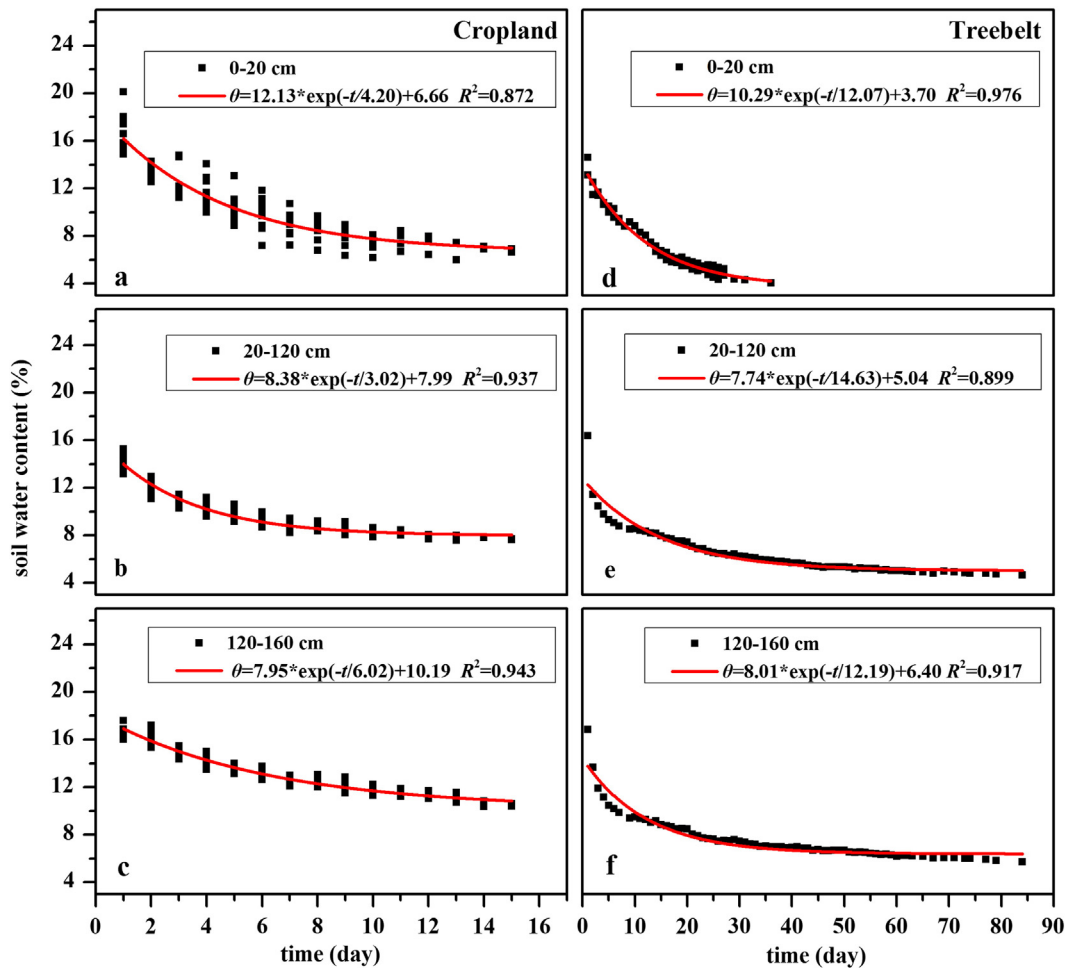 Cropland
0-20 cm
θ=12.13*exp(-t/4.20)+6.66 R²=0.872
24
20
16
12
8
4
a
Treebelt
0-20 cm
θ=10.29*exp(-t/12.07)+3.70 R²=0.976
d
soil water content (%)
20-120 cm
θ=8.38*exp(-t/3.02)+7.99 R²=0.937
24
20
16
12
8
4
b
20-120 cm
θ=7.74*exp(-t/14.63)+5.04 R²=0.899
e
120-160 cm
θ=7.95*exp(-t/6.02)+10.19 R²=0.943
24
20
16
12
8
4
c
0 2 4 6 8 10 12 14 16
time (day)
120-160 cm
θ=8.01*exp(-t/12.19)+6.40 R²=0.917
f
0 10 20 30 40 50 60 70 80 90
time (day)